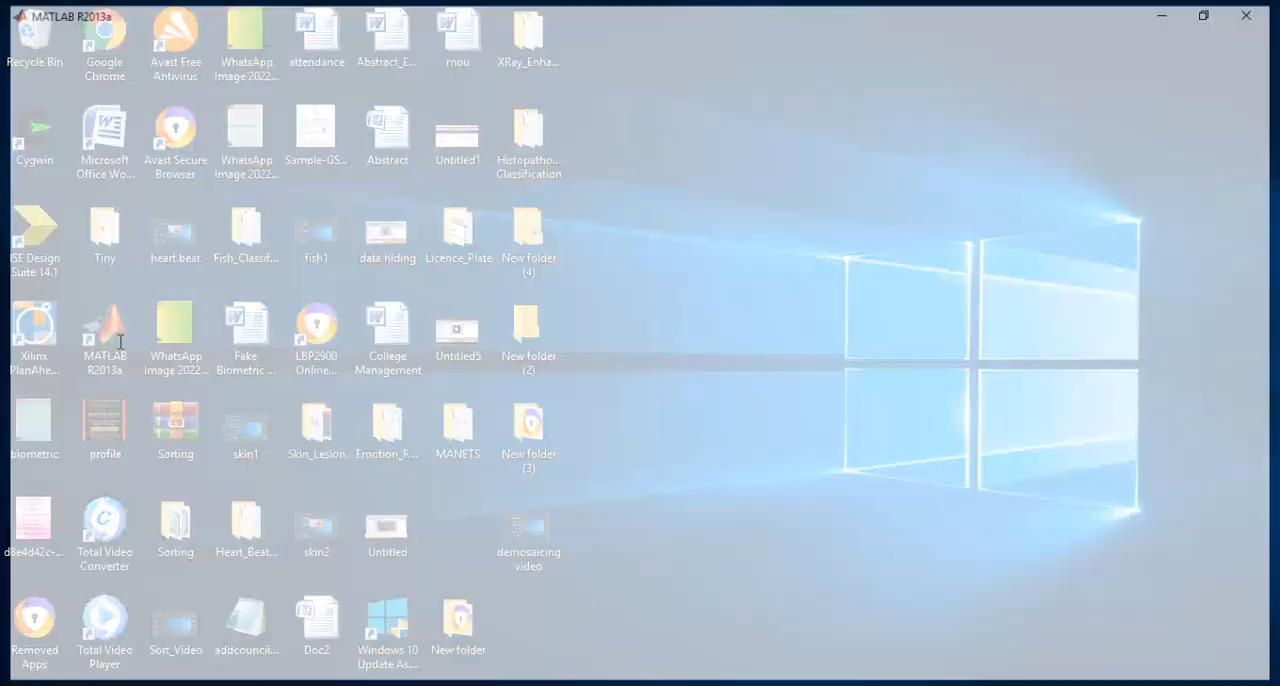 MATLAB R2013a
Recycle Bin
Google
Chrome
Avast Free
Antivirus
WhatsApp
Image 2022...
attendance
Abstract_E...
mou
XRay_Enha...
Cygwin
Microsoft
Office Wo...
Avast Secure
Browser
WhatsApp
Image 2022...
Sample-GS...
Abstract
Untitled1
Histopatho...
Classification
ISE Design
Suite 14.1
Tiny
heart beat
Fish_Classif...
fish1
data hiding
Licence_Plate
New folder
(4)
Xilinx
PlanAhe...
MATLAB
R2013a
WhatsApp
Image 2022...
Fake
Biometric ...
LBP2900
Online...
College
Management
Untitled5
New folder
(2)
biometric
profile
Sorting
skin1
Skin_Lesion
Emotion_R...
MANETS
New folder
(3)
d8e4d42c-...
Total Video
Converter
Sorting
Heart_Beat...
skin2
Untitled
demosaicing
video
Removed
Apps
Total Video
Player
Sort_Video
addcouncil...
Doc2
Windows 10
Update As...
New folder